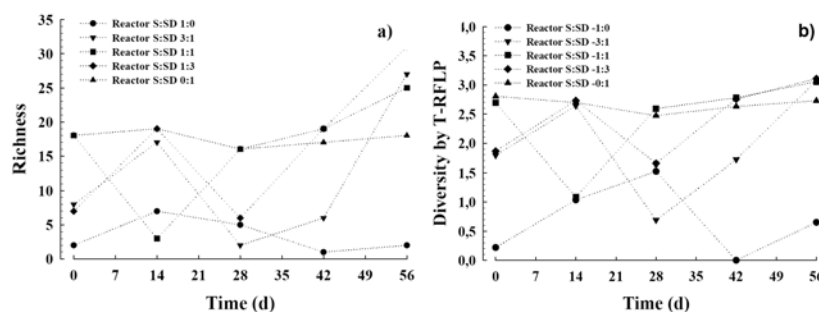 a)
Reactor S:SD 1:0
Reactor S:SD 3:1
Reactor S:SD 1:1
Reactor S:SD 1:3
Reactor S:SD 0:1
Richness
35
30
25
20
15
10
5
0
0 7 14 21 28 35 42 49 56
Time (d)
b)
Reactor S:SD -1:0
Reactor S:SD -3:1
Reactor S:SD -1:1
Reactor S:SD -1:3
Reactor S:SD -0:1
Diversity by T-RFLP
1,0
3,5
3,0
2,5
2,0
1,5
1,0
0,5
0,0
0 7 14 21 28 35 42 49 56
Time (d)